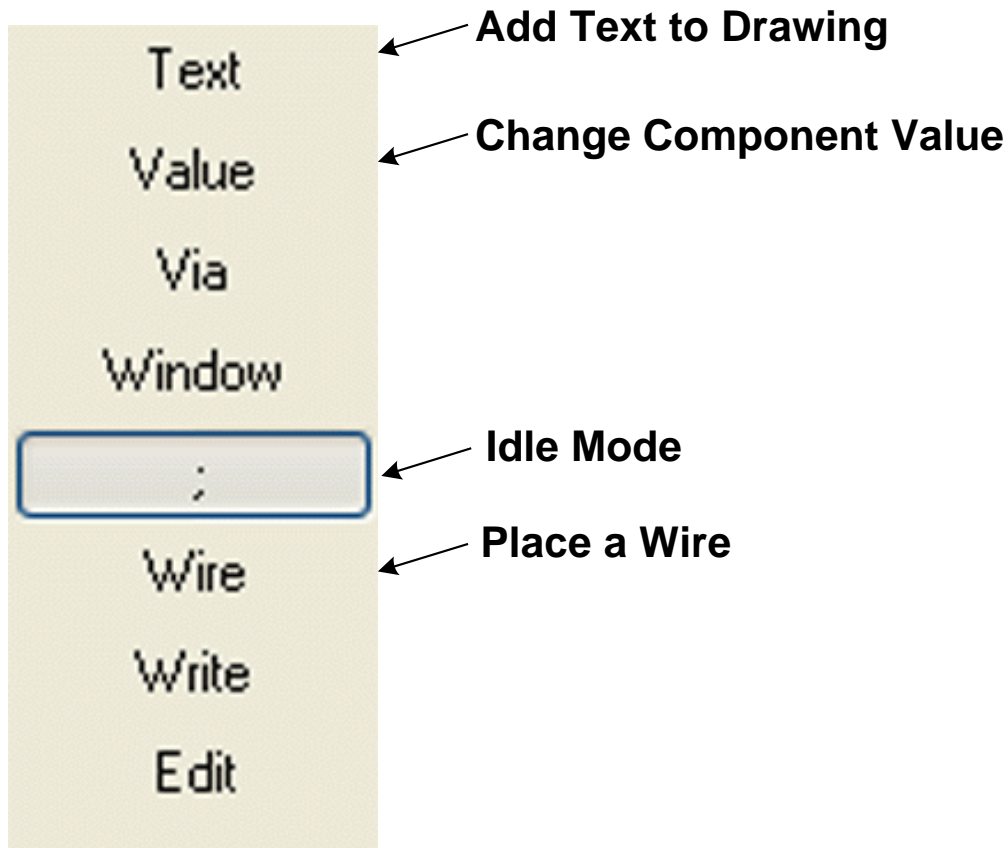 Add Text to Drawing
Text
Change Component Value
Value
Via
Window
Idle Mode
;
Place a Wire
Wire
Write
Edit